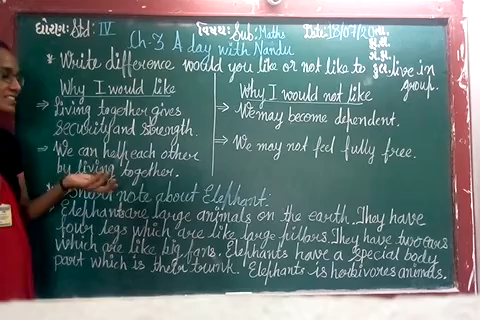 ધોરણઃ Std: IV વિષયઃ Sub: Maths Date: 18/07/20
Ch-3 A day with Nandu
* Write difference would you like or not like to live in group.
Why I would like
⇒ Living together gives
security and strength.
⇒ We can help each other
by living together.
Why I would not like
⇒ We may become dependent.
⇒ We may not feel fully free.
* Short note about Elephant:
Elephants are large animals on the earth. They have
four legs which are like large pillars. They have two ears
which are like big fans. Elephants have a special body
part which is their trunk. Elephants is herbivores animals.